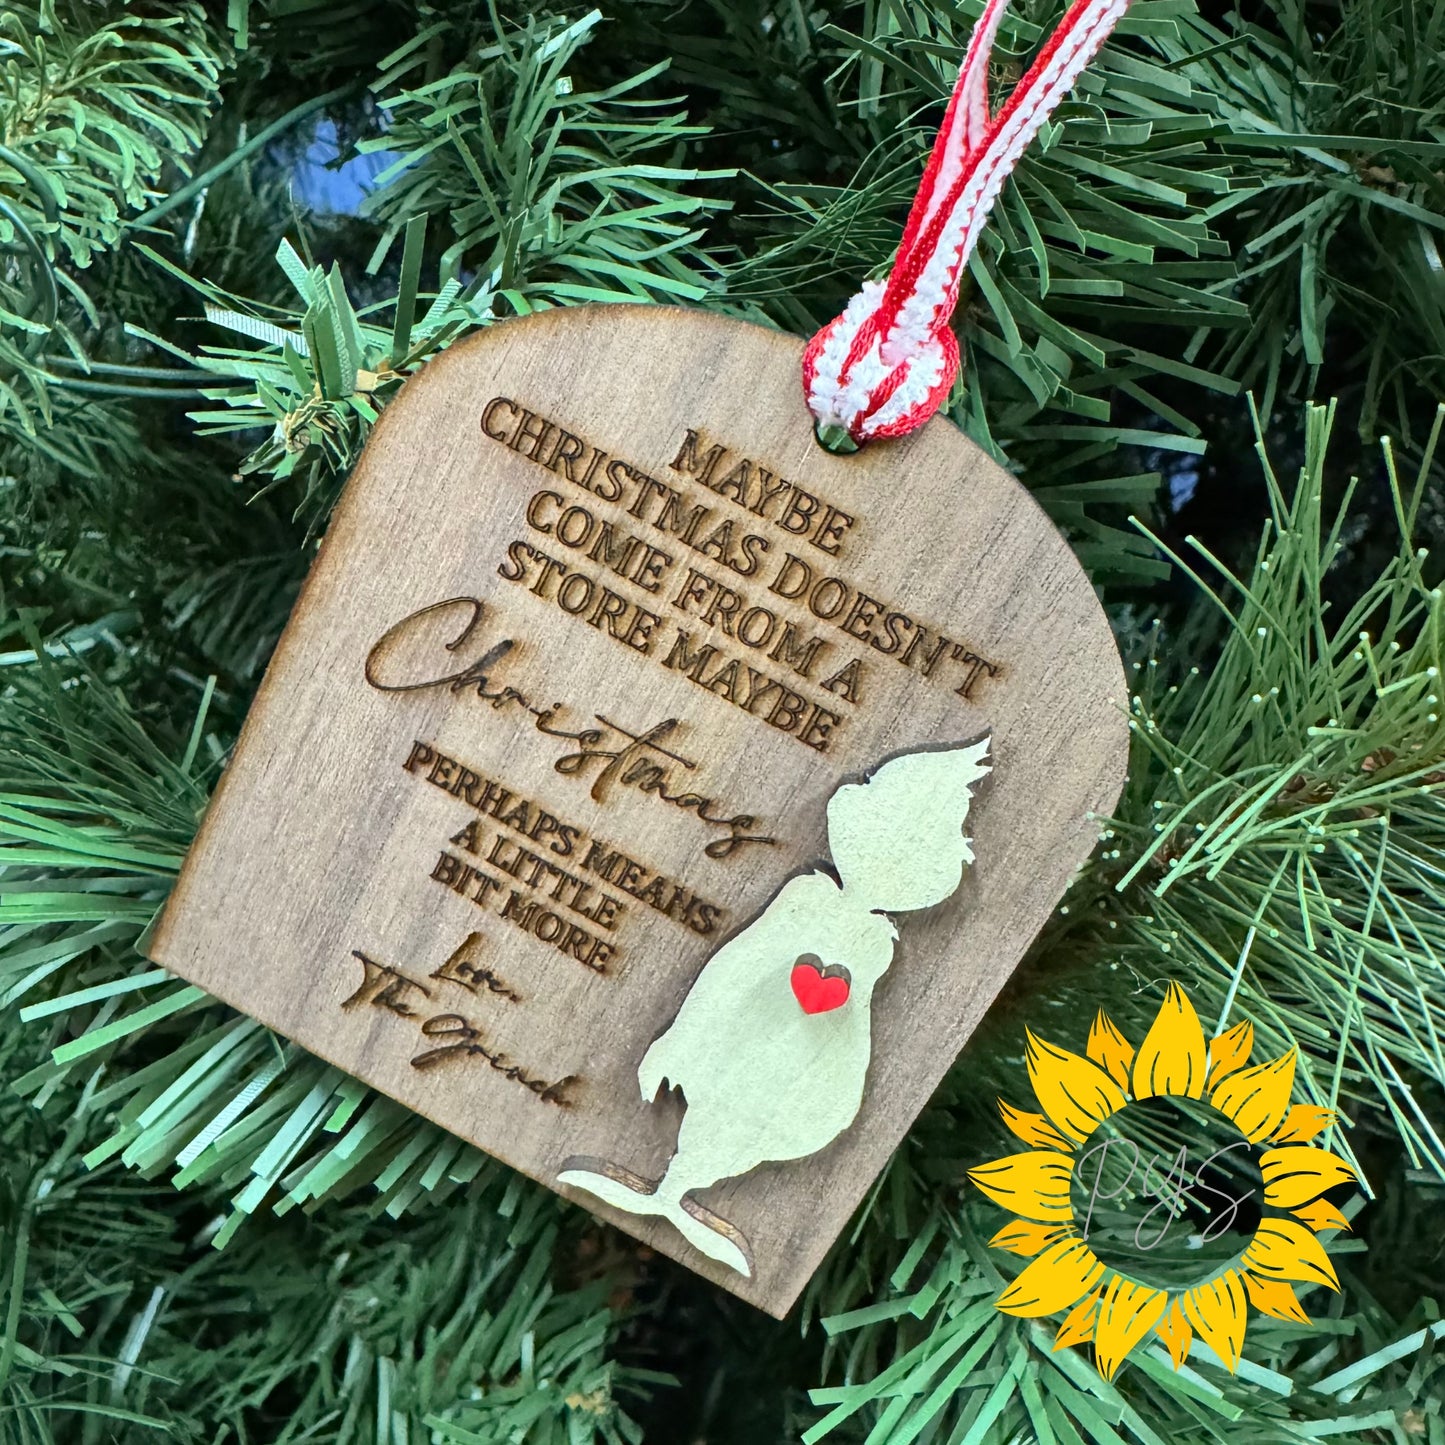 MAYBE
CHRISTMAS DOESN'T
COME FROM A
STORE MAYBE
Christmas
PERHAPS MEANS
A LITTLE
BIT MORE
Love,
The Grinch
PYS